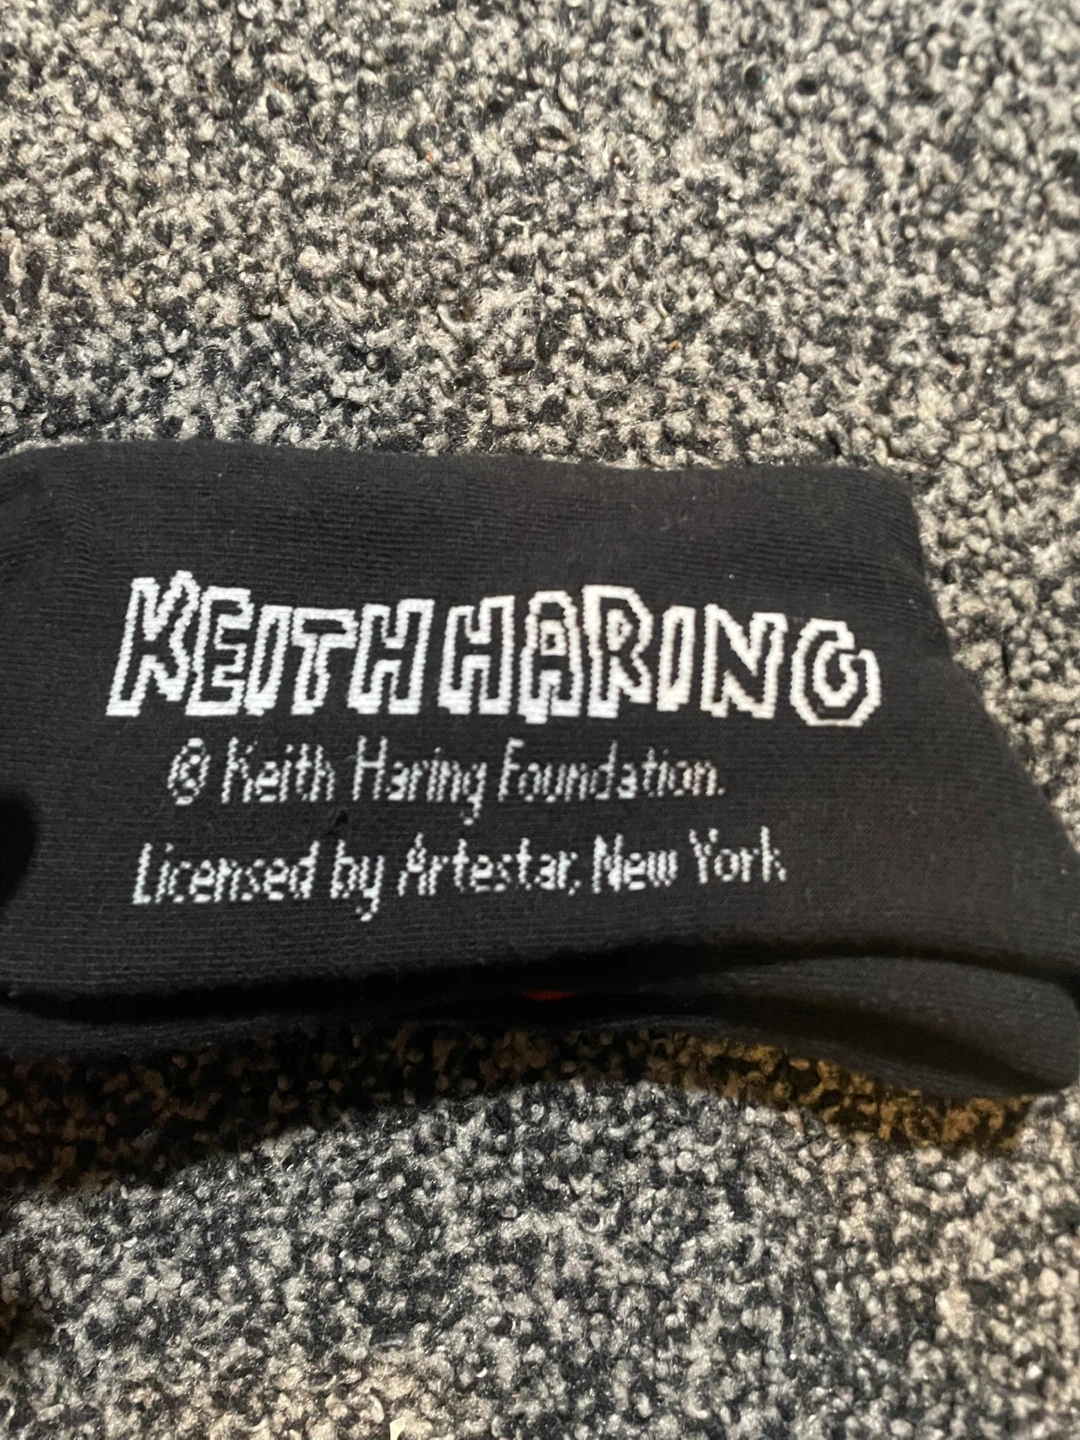 KEITH HARING
© Keith Haring Foundation.
Licensed by Artestar, New York